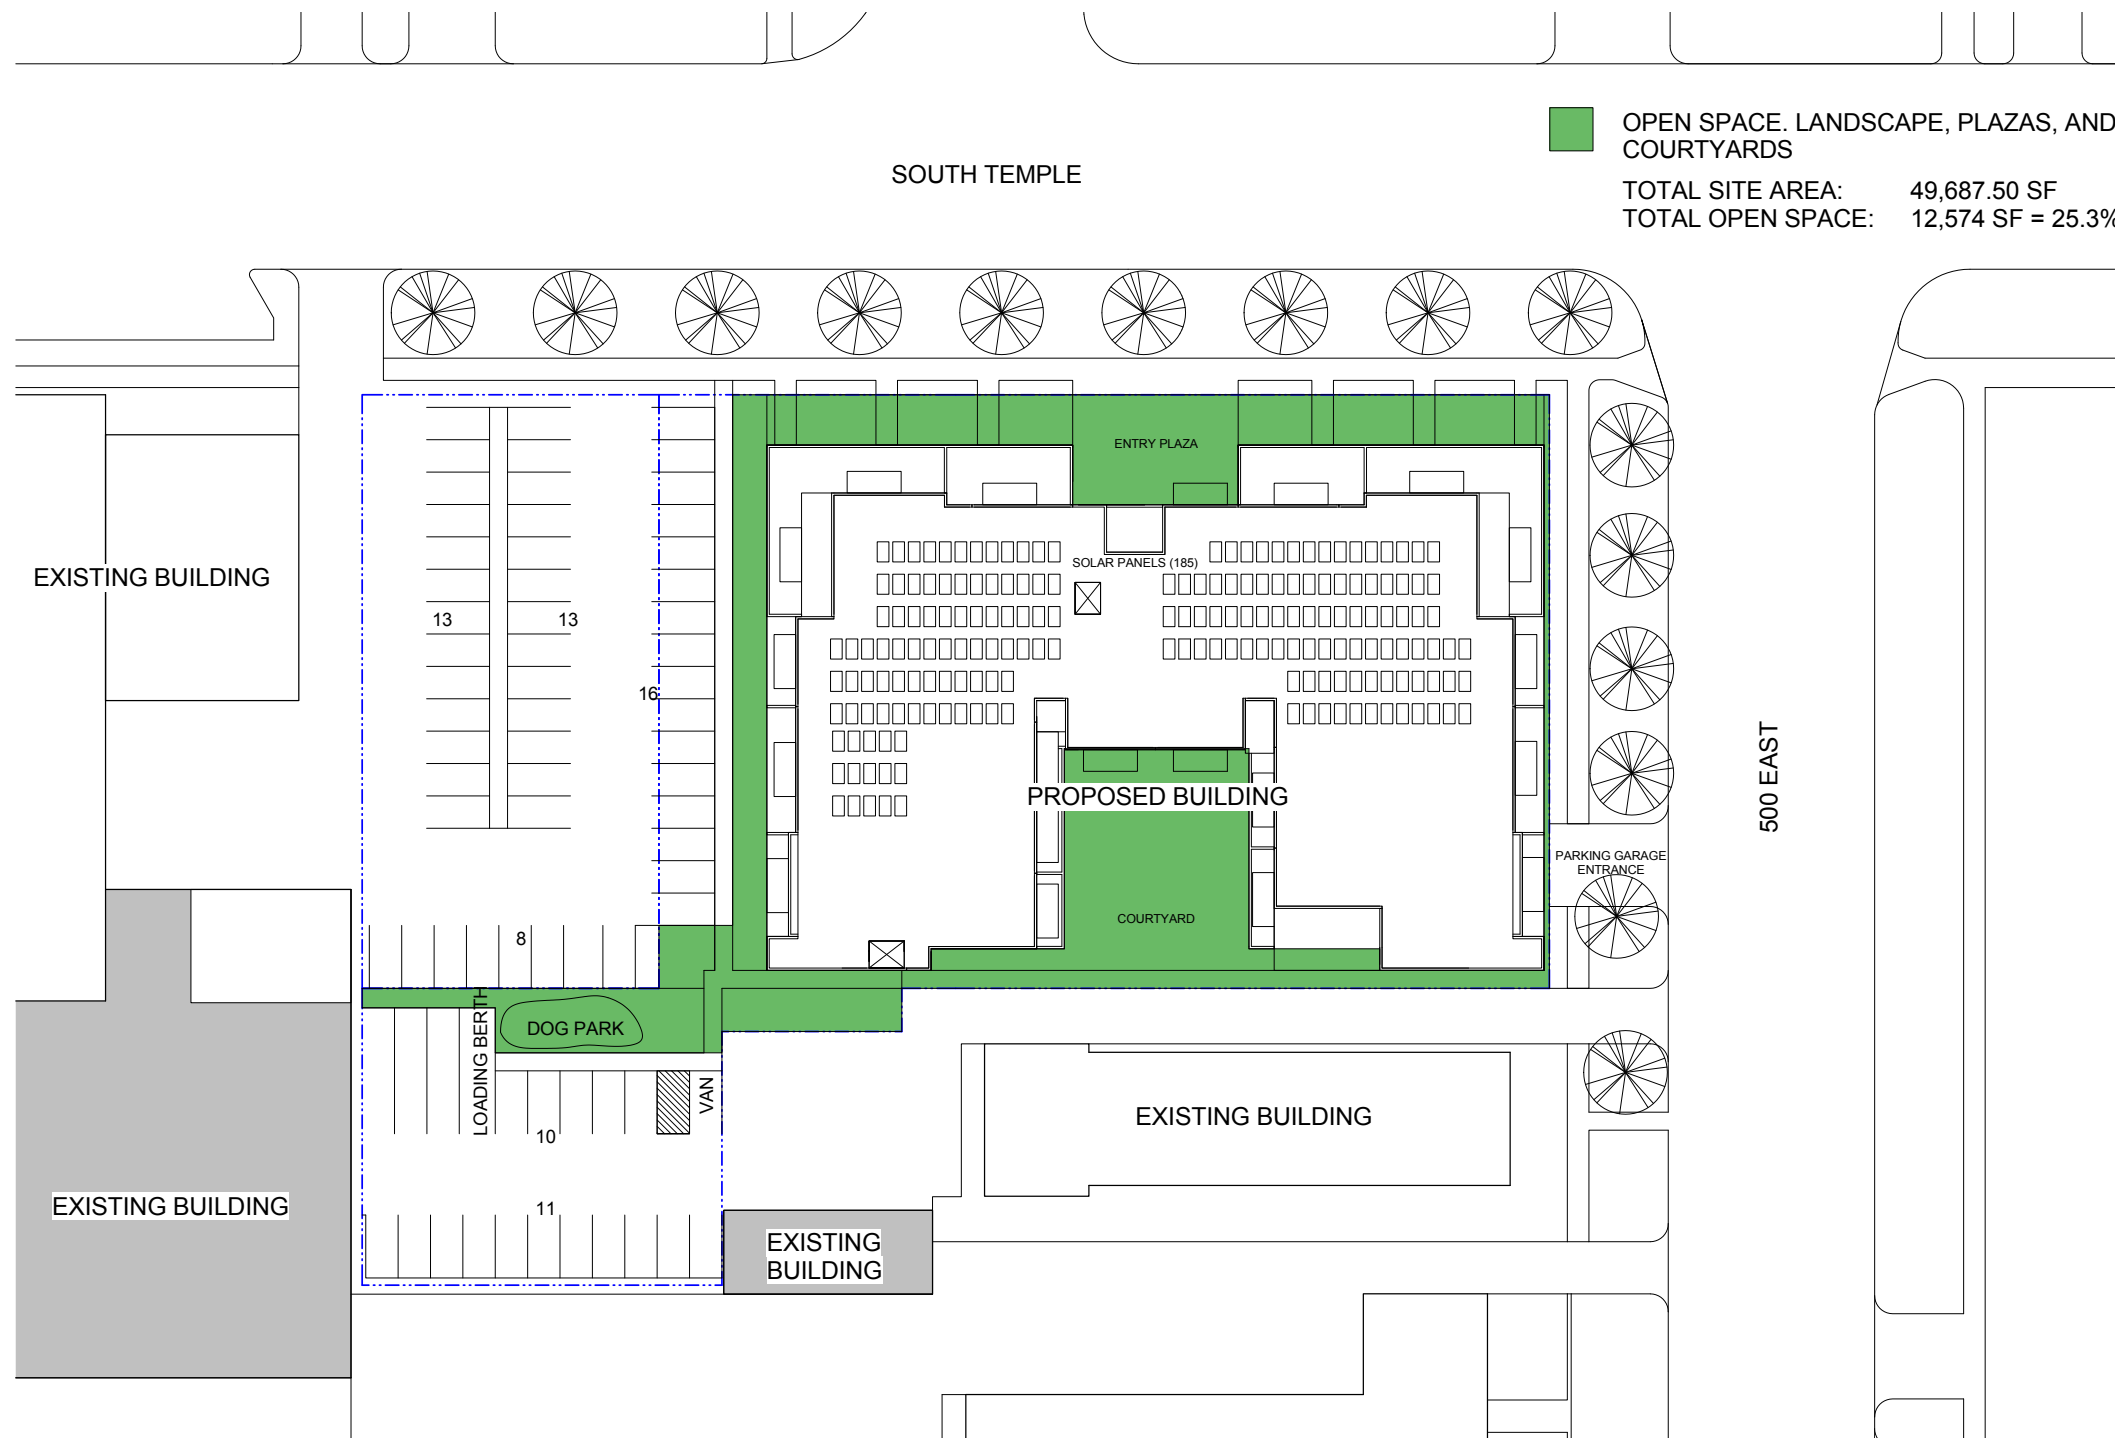 OPEN SPACE. LANDSCAPE, PLAZAS, AND
COURTYARDS
SOUTH TEMPLE
TOTAL SITE AREA: 49,687.50 SF
TOTAL OPEN SPACE: 12,574 SF = 25.3%
ENTRY PLAZA
SOLAR PANELS (185)
EXISTING BUILDING
13
13
16
500 EAST
PROPOSED BUILDING
PARKING GARAGE
ENTRANCE
COURTYARD
8
LOADING BERTH
DOG PARK
VAN
EXISTING BUILDING
10
EXISTING BUILDING
11
EXISTING
BUILDING